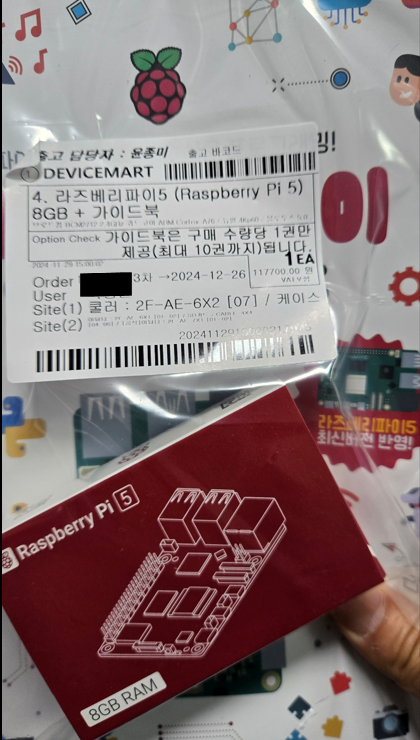 출고 담당자 : 윤종미 출고 바코드
DEVICEMART
4. 라즈베리파이5 (Raspberry Pi 5)
8GB + 가이드북
Option Check 가이드북은 구매 수량당 1권만
제공(최대 10권까지)됩니다.
1EA
Order 3차 →2024-12-26 117700.00 원
User
Site(1) 쿨러 : 2F-AE-6X2 [07] / 케이스
Site(2)
이
라즈베리파이5
최신버전 반영!
Raspberry Pi 5
8GB RAM